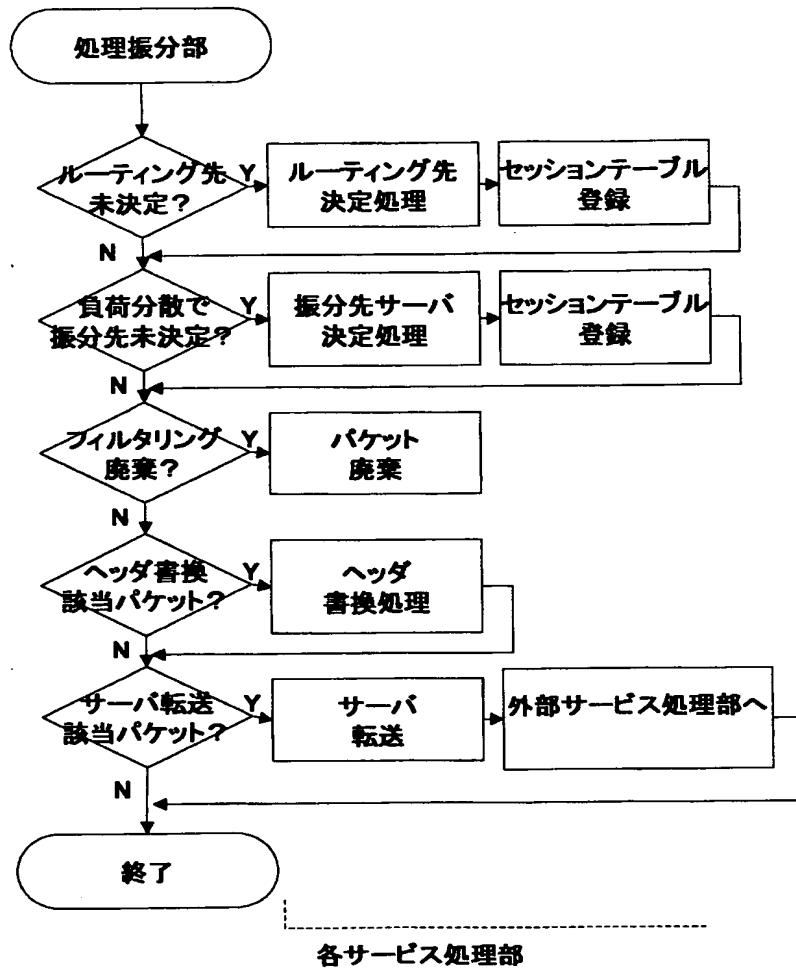 処理振分部
ルーティング先
未決定?
Y
ルーティング先
決定処理
セッションテーブル
登録
N
負荷分散で
振分先未決定?
Y
振分先サーバ
決定処理
セッションテーブル
登録
N
フィルタリング
廃棄?
Y
パケット
廃棄
N
ヘッダ書換
該当パケット?
Y
ヘッダ
書換処理
N
サーバ転送
該当パケット?
Y
サーバ
転送
外部サービス処理部へ
N
終了
各サービス処理部